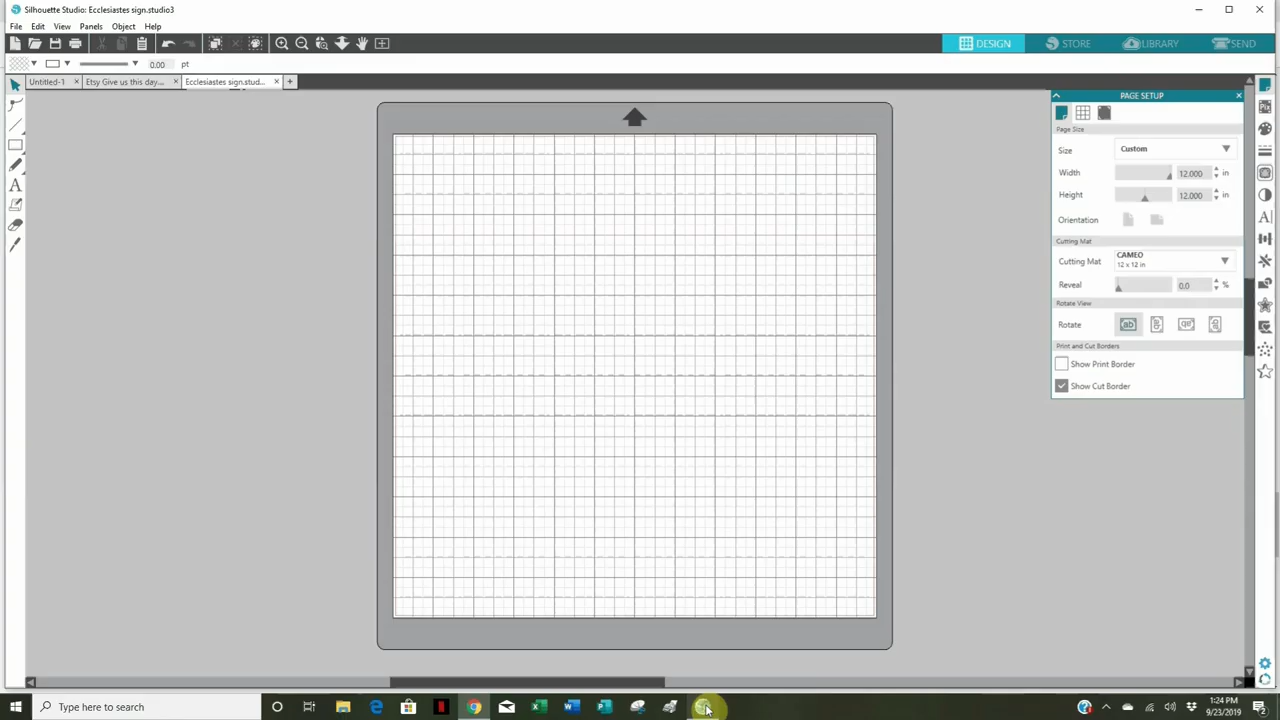 Silhouette Studio: Ecclesiastes sign.studio3
File Edit View Panels Object Help
DESIGN STORE LIBRARY SEND
0.00 pt
Untitled-1 Etsy Give us this day... Ecclesiastes sign.stud...
PAGE SETUP
Page Size
Size Custom
Width 12.000 in
Height 12.000 in
Orientation
Cutting Mat
Cutting Mat CAMEO
12 x 12 in
Reveal 0.0 %
Rotate View
Rotate ab
Print and Cut Borders
Show Print Border
Show Cut Border
Type here to search
1:24 PM
9/23/2019